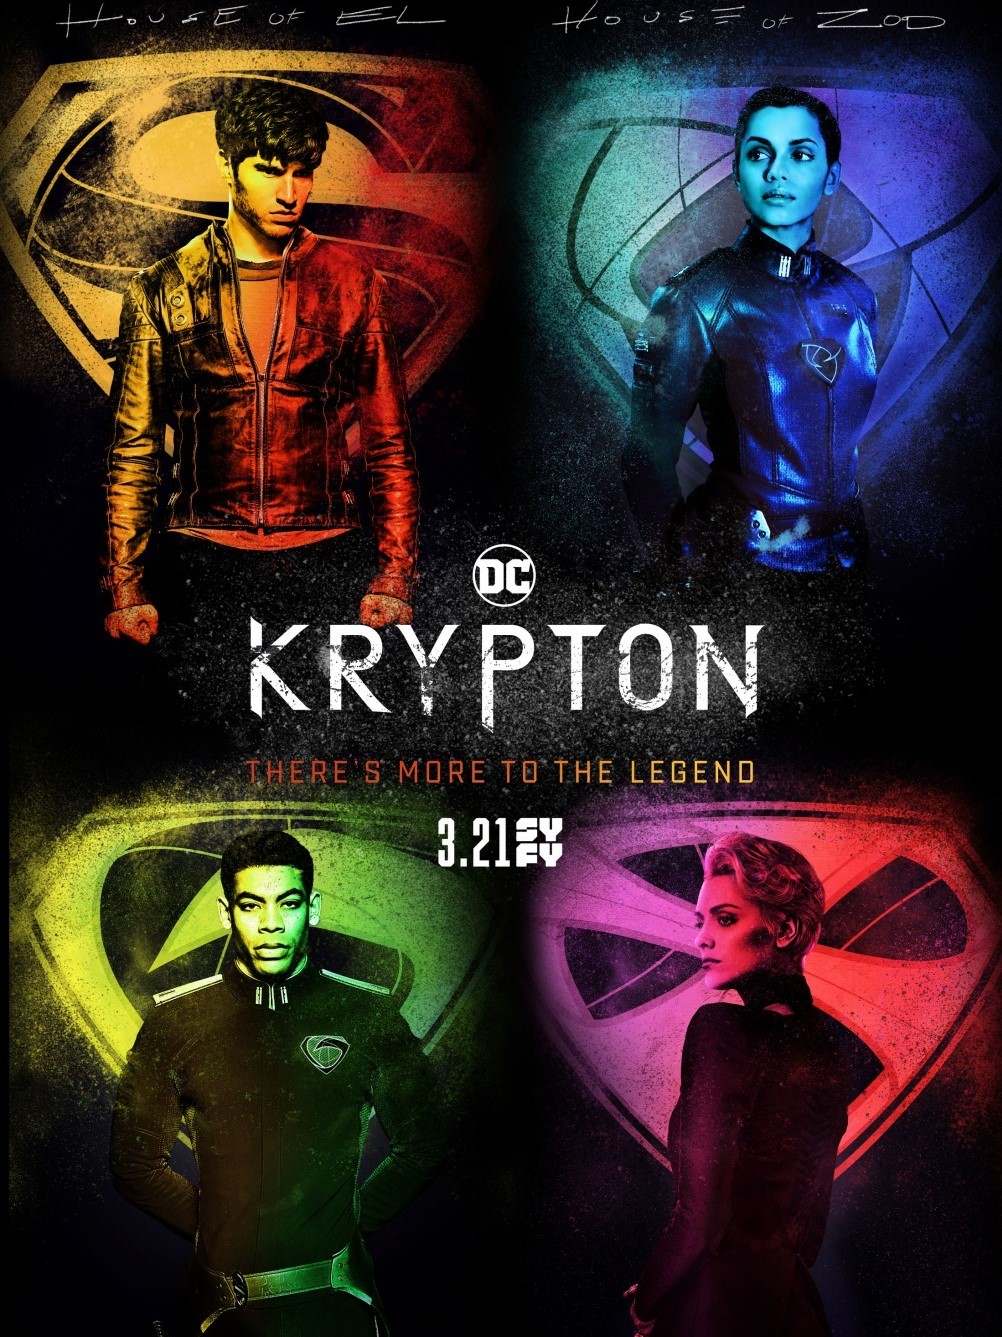 HOUSE OF EL
HOUSE OF ZOD
DC
KRYPTON
THERE'S MORE TO THE LEGEND
3.21 SYFY